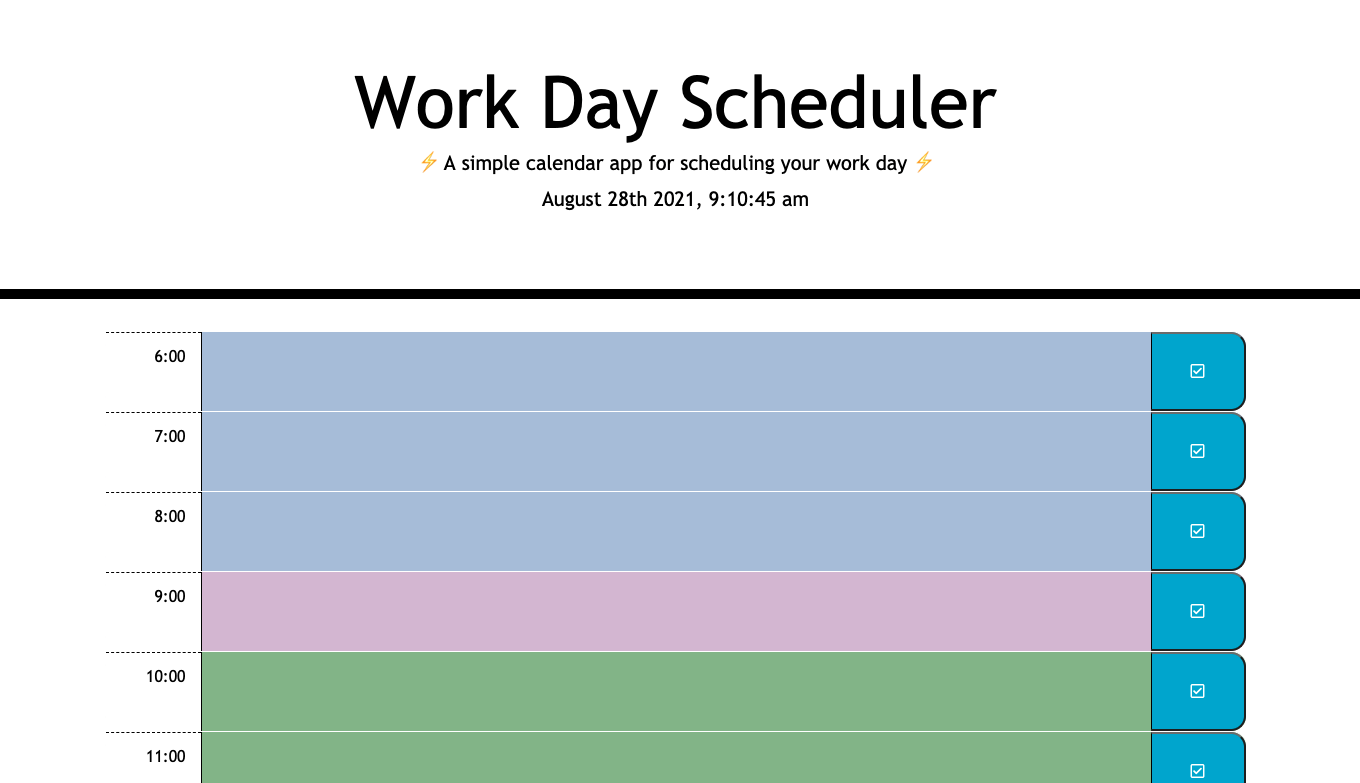 Work Day Scheduler
⚡ A simple calendar app for scheduling your work day ⚡
August 28th 2021, 9:10:45 am
6:00
7:00
8:00
9:00
10:00
11:00